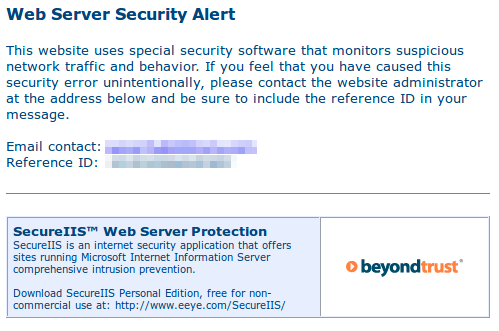 Web Server Security Alert
This website uses special security software that monitors suspicious
network traffic and behavior. If you feel that you have caused this
security error unintentionally, please contact the website administrator
at the address below and be sure to include the reference ID in your
message.
Email contact:
Reference ID:
SecureIIS™ Web Server Protection
SecureIIS is an internet security application that offers
sites running Microsoft Internet Information Server
comprehensive intrusion prevention.
Download SecureIIS Personal Edition, free for non-
commercial use at: http://www.eeye.com/SecureIIS/
beyondtrust®